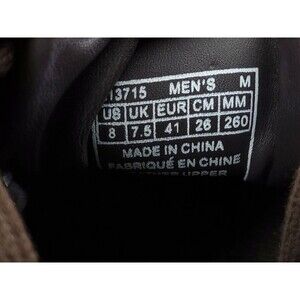 13715 MEN'S M
US UK EUR CM MM
8 7.5 41 26 260
MADE IN CHINA
FABRIQUÉ EN CHINE
UPPER